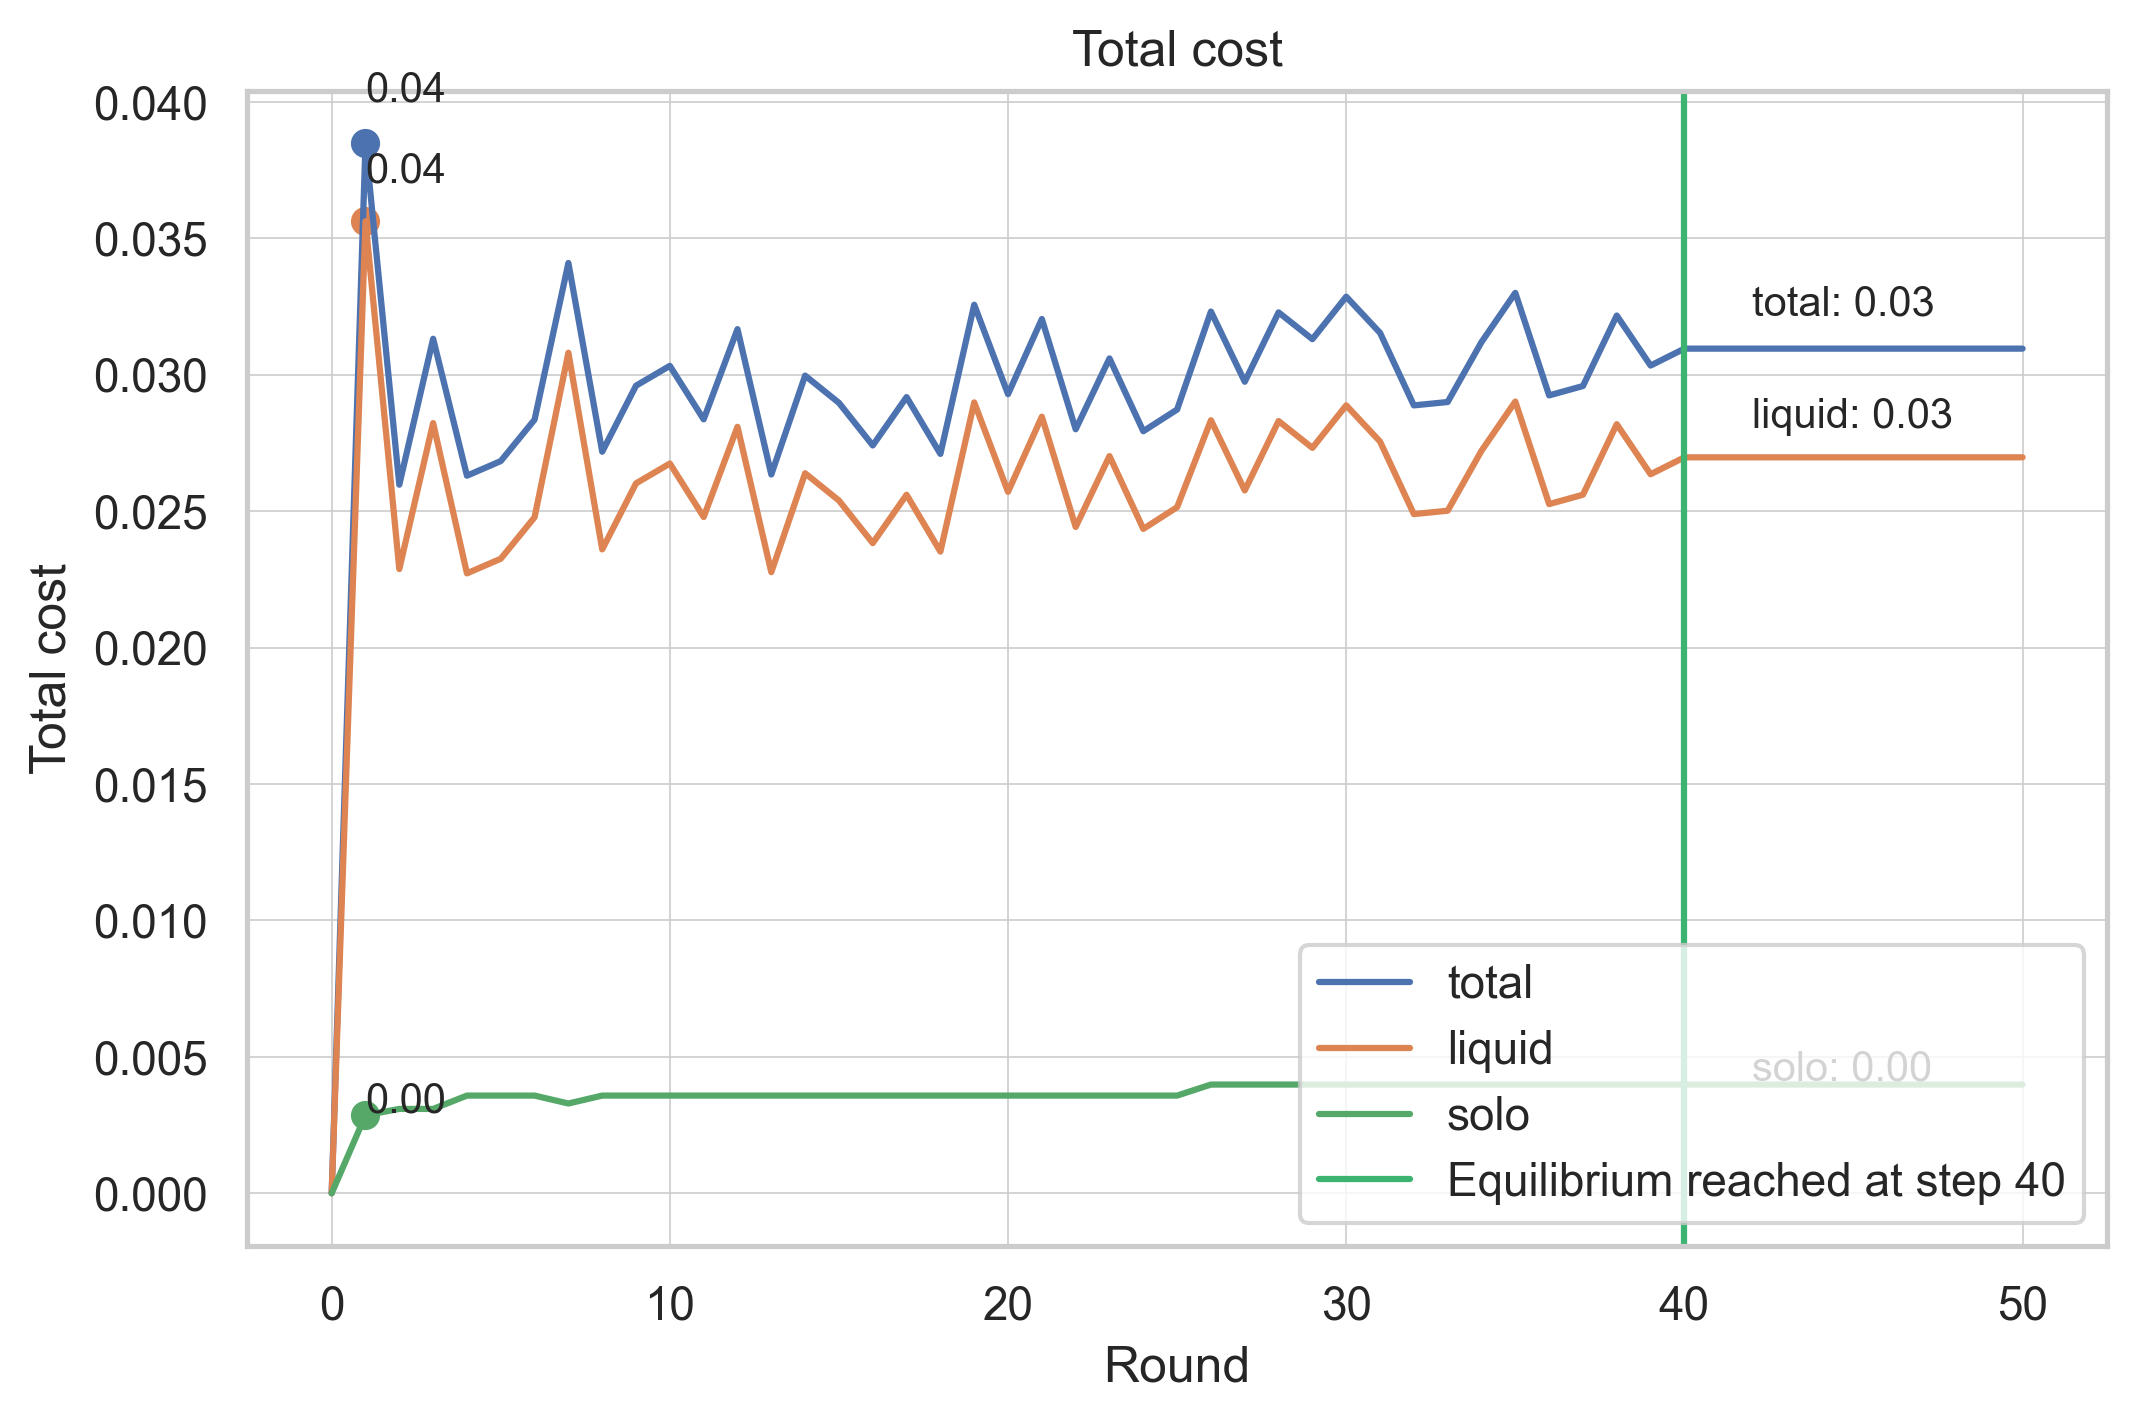 Total cost
0.04
0.040
0.04
0.035
total: 0.03
0.030
liquid: 0.03
0.025
Total cost
0.020
0.015
0.010
total
liquid
0.005
solo: 0.00
0.00
solo
0.000
Equilibrium reached at step 40
0 10 20 30 40 50
Round